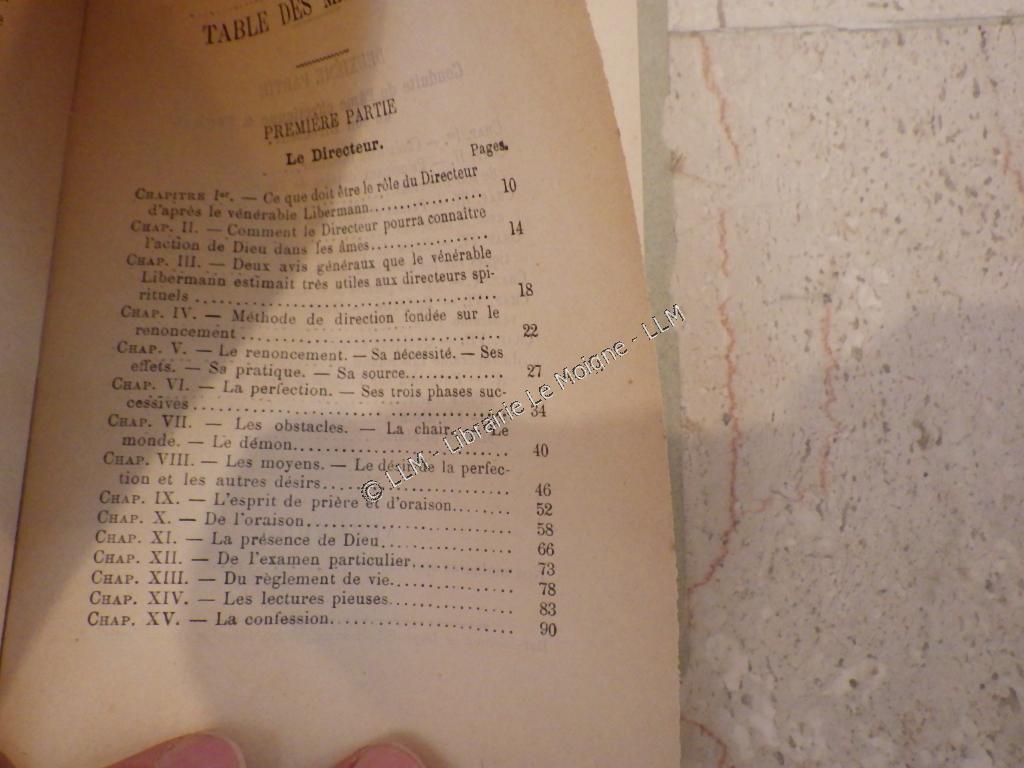 TABLE DES
PREMIÈRE PARTIE
Le Directeur.
Pages.
CHAPITRE Ier. — Ce que doit être le rôle du Directeur
d'après le vénérable Libermann.................. 10
CHAP. II. — Comment le Directeur pourra connaître
l'action de Dieu dans les âmes.................. 14
CHAP. III. — Deux avis généraux que le vénérable
Libermann estimait très utiles aux directeurs spi-
rituels ........................................ 18
CHAP. IV. — Méthode de direction fondée sur le
renoncement .................................... 22
CHAP. V. — Le renoncement. — Sa nécessité. — Ses
effets. — Sa pratique. — Sa source.............. 27
CHAP. VI. — La perfection. — Ses trois phases suc-
cessives ....................................... 34
CHAP. VII. — Les obstacles. — La chair. — Le
monde. — Le démon............................... 40
CHAP. VIII. — Les moyens. — Le désir de la perfec-
tion et les autres désirs....................... 46
CHAP. IX. — L'esprit de prière et d'oraison........ 52
CHAP. X. — De l'oraison............................ 58
CHAP. XI. — La présence de Dieu.................... 66
CHAP. XII. — De l'examen particulier............... 73
CHAP. XIII. — Du règlement de vie.................. 78
CHAP. XIV. — Les lectures pieuses.................. 83
CHAP. XV. — La confession.......................... 90
© LLM - Librairie Le Moigne - LLM